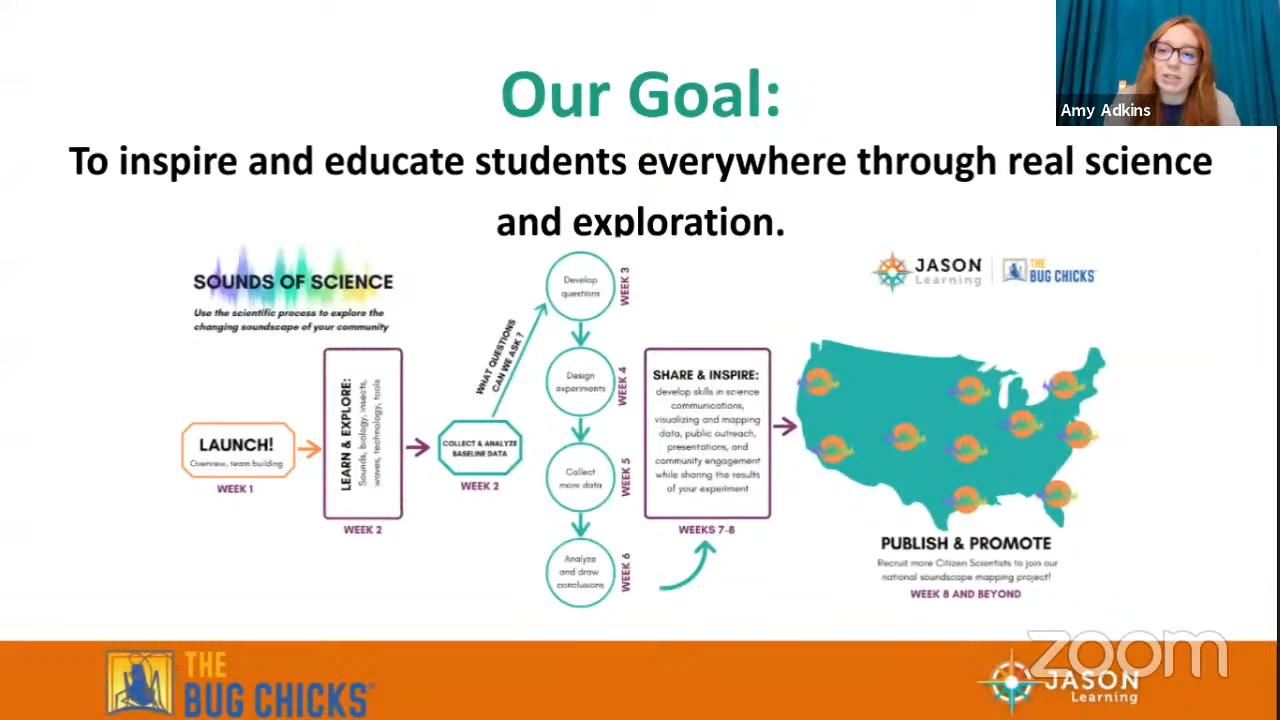 Our Goal:
Amy Adkins
To inspire and educate students everywhere through real science
and exploration.
SOUNDS OF SCIENCE
Use the scientific process to explore the
changing soundscape of your community
JASON
Learning
THE
BUG CHICKS
LAUNCH!
Overview, team building
WEEK 1
LEARN & EXPLORE:
Sounds, biology, insects,
waves, technology, tools
WEEK 2
COLLECT & ANALYZE
BASELINE DATA
WEEK 2
WHAT QUESTIONS
CAN WE ASK ?
Develop
questions
WEEK 3
Design
experiments
WEEK 4
Collect
more data
WEEK 5
Analyze
and draw
conclusions
WEEK 6
SHARE & INSPIRE:
develop skills in science
communications,
visualizing and mapping
data, public outreach,
presentations, and
community engagement
while sharing the results
of your experiment
WEEKS 7-8
PUBLISH & PROMOTE
Recruit more Citizen Scientists to join our
national soundscape mapping project!
WEEK 8 AND BEYOND
THE
BUG CHICKS
zoom
JASON
Learning